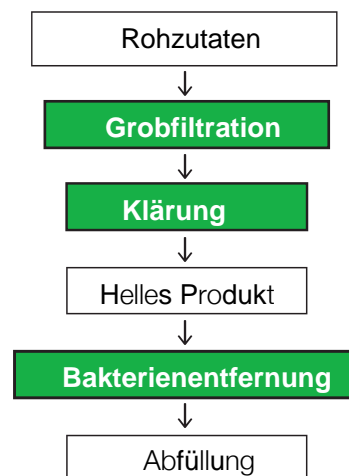 Rohzutaten
Grobfiltration
Klärung
Helles Produkt
Bakterienentfernung
Abfüllung